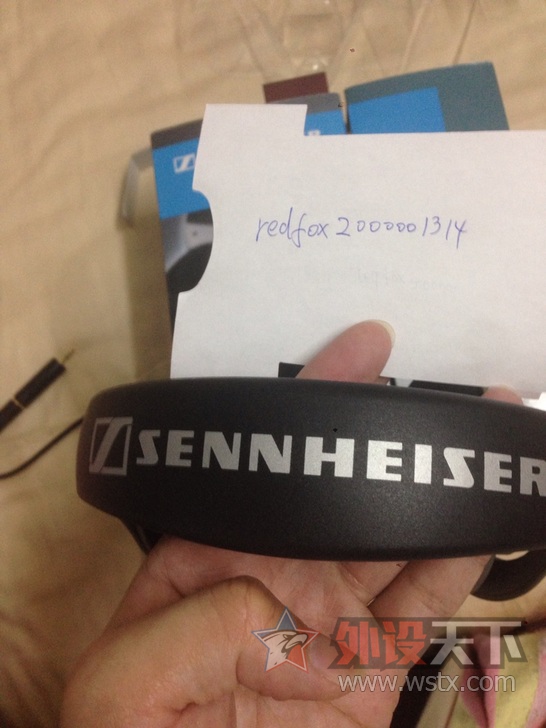 redfox2000001314
SENNHEISER
外设天下
www.wstx.com